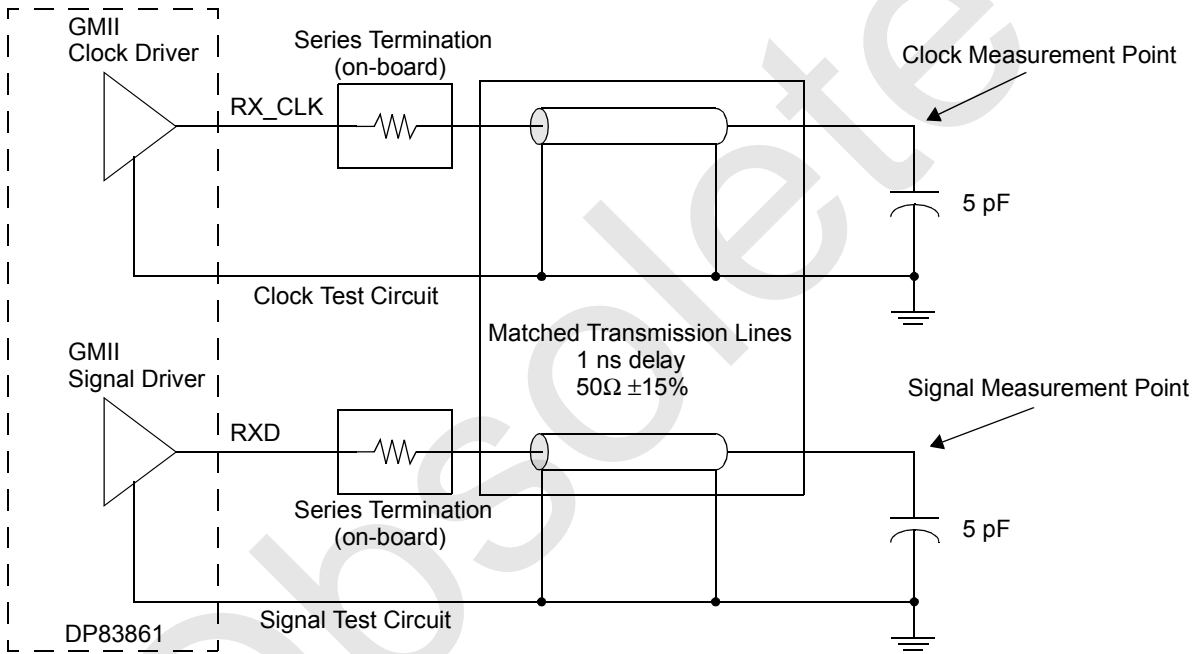 GMII
Clock Driver
Series Termination
(on-board)
Clock Measurement Point
RX_CLK
5 pF
Clock Test Circuit
Matched Transmission Lines
1 ns delay
50Ω ±15%
GMII
Signal Driver
Signal Measurement Point
RXD
Series Termination
(on-board)
5 pF
Signal Test Circuit
DP83861
Obsolete